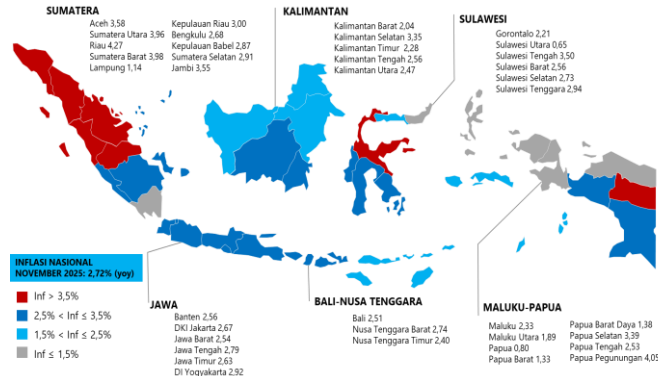 SUMATERA
Aceh 3,58
Sumatera Utara 3,96
Riau 4,27
Sumatera Barat 3,98
Lampung 1,14
Kepulauan Riau 3,00
Bengkulu 2,68
Kepulauan Babel 2,87
Sumatera Selatan 2,91
Jambi 3,55
KALIMANTAN
Kalimantan Barat 2,04
Kalimantan Selatan 3,35
Kalimantan Timur 2,28
Kalimantan Tengah 2,56
Kalimantan Utara 2,47
SULAWESI
Gorontalo 2,21
Sulawesi Utara 0,65
Sulawesi Tengah 3,50
Sulawesi Barat 2,56
Sulawesi Selatan 2,73
Sulawesi Tenggara 2,94
INFLASI NASIONAL
NOVEMBER 2025: 2,72% (yoy)
Inf > 3,5%
2,5% < Inf ≤ 3,5%
1,5% < Inf ≤ 2,5%
Inf ≤ 1,5%
JAWA
Banten 2,56
DKI Jakarta 2,67
Jawa Barat 2,54
Jawa Tengah 2,79
Jawa Timur 2,63
DI Yogyakarta 2,92
BALI-NUSA TENGGARA
Bali 2,51
Nusa Tenggara Barat 2,74
Nusa Tenggara Timur 2,40
MALUKU-PAPUA
Maluku 2,33
Maluku Utara 1,89
Papua 0,80
Papua Barat 1,33
Papua Barat Daya 1,38
Papua Selatan 3,39
Papua Tengah 2,53
Papua Pegunungan 4,09